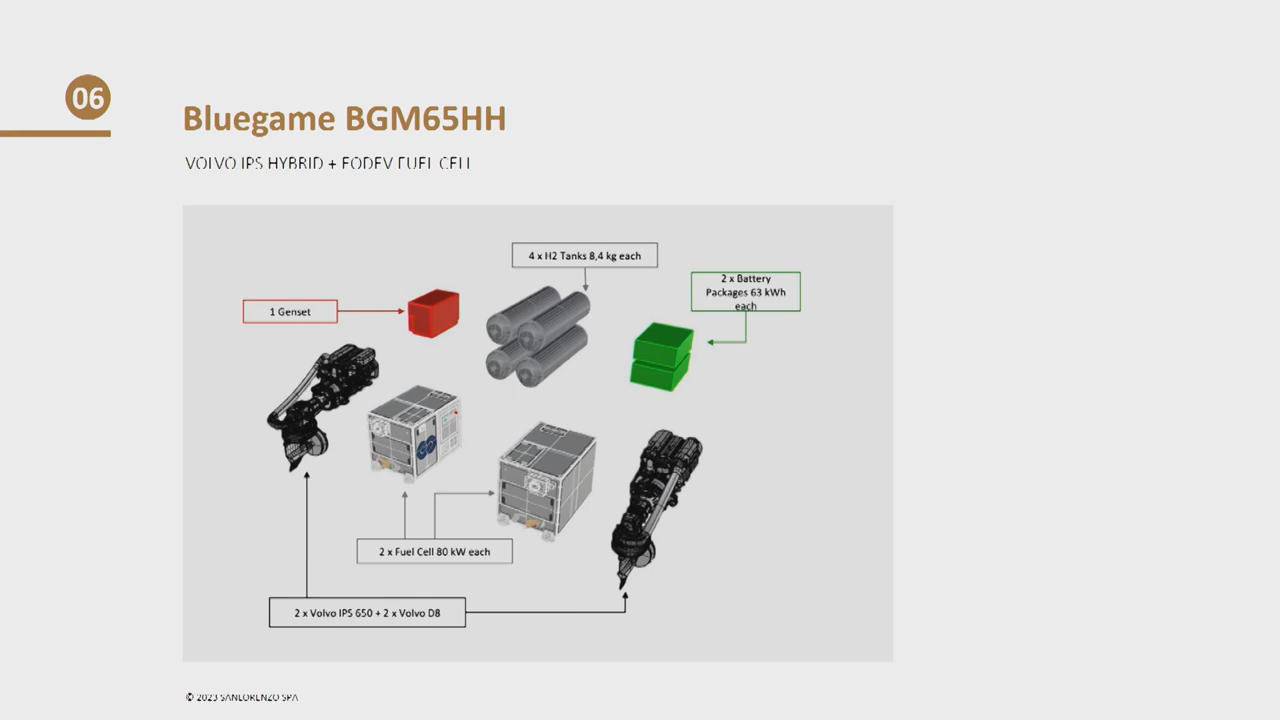 06
Bluegame BGM65HH
VOLVO IPS HYBRID + EODEV FUEL CELL
4 x H2 Tanks 8,4 kg each
2 x Battery
Packages 63 kWh
each
1 Genset
2 x Fuel Cell 80 kW each
2 x Volvo IPS 650 + 2 x Volvo D8
© 2023 SANLORENZO SPA